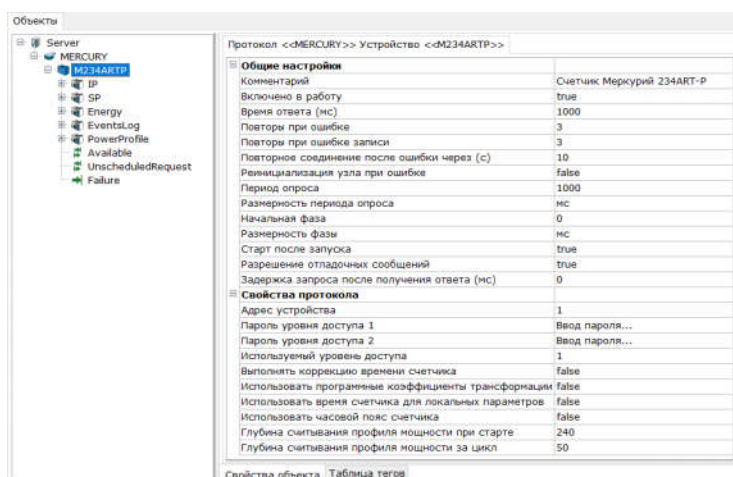 Объекты
Server
MERCURY
M234ARTP
IP
SP
Energy
EventsLog
PowerProfile
Available
UnscheduledRequest
Failure
Протокол <<MERCURY>> Устройство <<M234ARTP>>
Общие настройки
Комментарий Счетчик Меркурий 234ART-P
Включено в работу true
Время ответа (мс) 1000
Повторы при ошибке 3
Повторы при ошибке записи 3
Повторное соединение после ошибки через (с) 10
Реинициализация узла при ошибке false
Период опроса 1000
Размерность периода опроса мс
Начальная фаза 0
Размерность фазы мс
Старт после запуска true
Разрешение отладочных сообщений true
Задержка запроса после получения ответа (мс) 0
Свойства протокола
Адрес устройства 1
Пароль уровня доступа 1 Ввод пароля...
Пароль уровня доступа 2 Ввод пароля...
Используемый уровень доступа 1
Выполнять коррекцию времени счетчика false
Использовать программные коэффициенты трансформации false
Использовать время счетчика для локальных параметров false
Использовать часовой пояс счетчика false
Глубина считывания профиля мощности при старте 240
Глубина считывания профиля мощности за цикл 50
Свойства объекта Таблица тегов